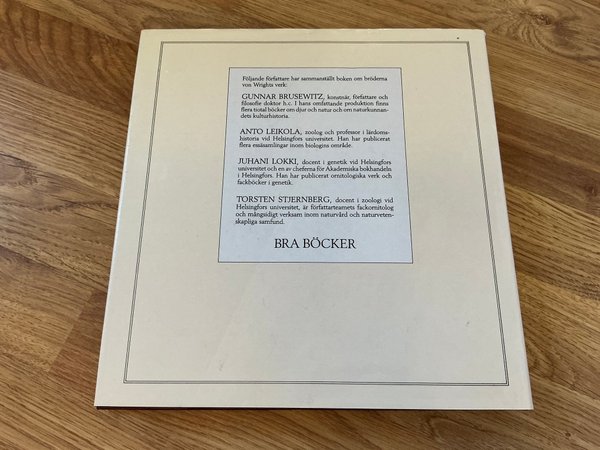 Följande författare har sammanställt boken om bröderna
von Wrights verk:
GUNNAR BRUSEWITZ, konstnär, författare och
filosofie doktor h.c. I hans omfattande produktion finns
flera tiotal böcker om djur och natur och om naturkunnan-
dets kulturhistoria.
ANTO LEIKOLA, zoolog och professor i lärdoms-
historia vid Helsingfors universitet. Han har publicerat
flera essäsamlingar inom biologins område.
JUHANI LOKKI, docent i genetik vid Helsingfors
universitet och en av cheferna för Akademiska bokhandeln
i Helsingfors. Han har publicerat ornitologiska verk och
fackböcker i genetik.
TORSTEN STJERNBERG, docent i zoologi vid
Helsingfors universitet, är författarteamets fackornitolog
och mångsidigt verksam inom naturvård och naturveten-
skapliga samfund.
BRA BÖCKER